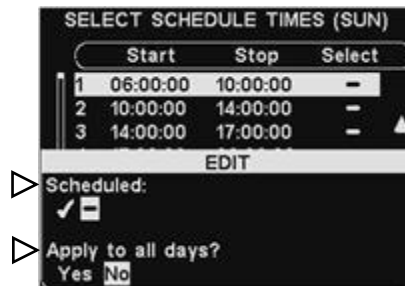 SELECT SCHEDULE TIMES (SUN)
Start Stop Select
1 06:00:00 10:00:00 –
2 10:00:00 14:00:00 –
3 14:00:00 17:00:00 –
EDIT
Scheduled:
✓ –
Apply to all days?
Yes No